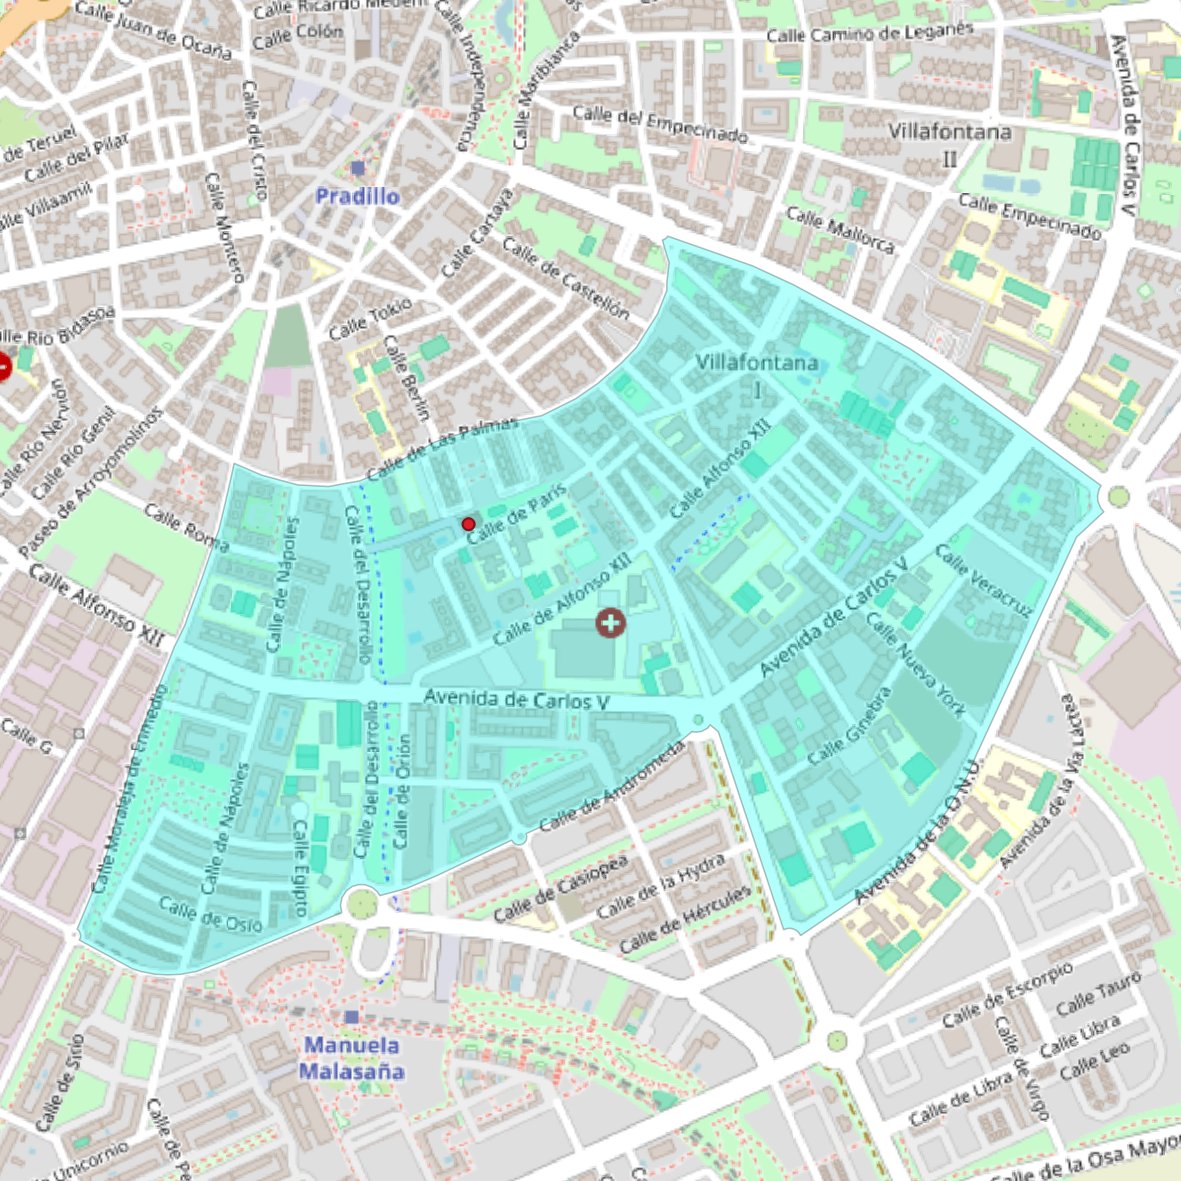 Calle Juan de Ocaña
Calle Ricardo Medem
Calle Colón
Calle Independencia
Calle Mariblanca
Calle Camino de Leganés
Avenida de Carlos V
Calle del Cristo
Calle del Empecinado
Villafontana
II
de Teruel
Calle del Pilar
Calle Villaamil
Calle Montero
Pradillo
Calle Cartaya
Calle Mallorca
Calle Empecinado
Calle de Castellón
Calle Tokio
Calle Berlín
Calle Río Bidasoa
Villafontana
I
Calle Río Nervión
Calle Río Genil
Paseo de Arroyomolinos
Calle de Las Palmas
Calle Alfonso XII
Calle de París
Calle Roma
Calle de Nápoles
Calle del Desarrollo
Calle Alfonso XII
Calle de Alfonso XII
Avenida de Carlos V
Calle Veracruz
Calle Nueva York
Calle Ginebra
Avenida de Carlos V
Calle G
Calle Moraleja de Enmedio
Calle de Nápoles
Calle del Desarrollo
Calle de Orión
Calle de Andrómeda
Calle Egipto
Calle de Oslo
Avenida de la O.N.U.
Avenida de la Vía Láctea
Calle de Casiopea
Calle de la Hydra
Calle de Hércules
Manuela
Malasaña
Calle de Sirio
Calle de Pe
Unicornio
Calle de Escorpio
Calle Tauro
Calle Libra
Calle Leo
Calle de Libra
Calle de Virgo
Calle de la Osa Mayor
C